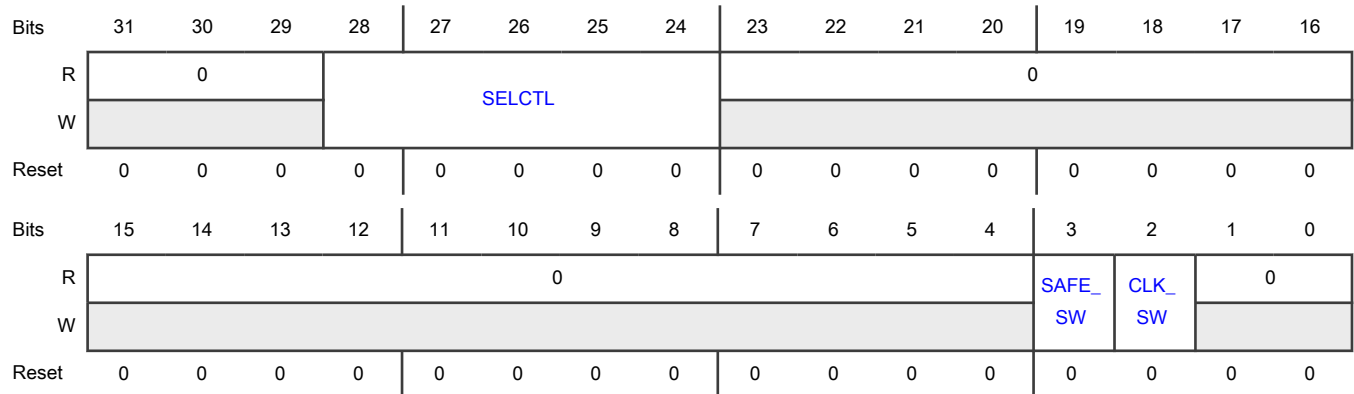 Bits 31 30 29 28 27 26 25 24 23 22 21 20 19 18 17 16
R 0 0
SELCTL
W
Reset 0 0 0 0 0 0 0 0 0 0 0 0 0 0 0 0
Bits 15 14 13 12 11 10 9 8 7 6 5 4 3 2 1 0
R 0 SAFE_ CLK_ 0
W SW SW
Reset 0 0 0 0 0 0 0 0 0 0 0 0 0 0 0 0